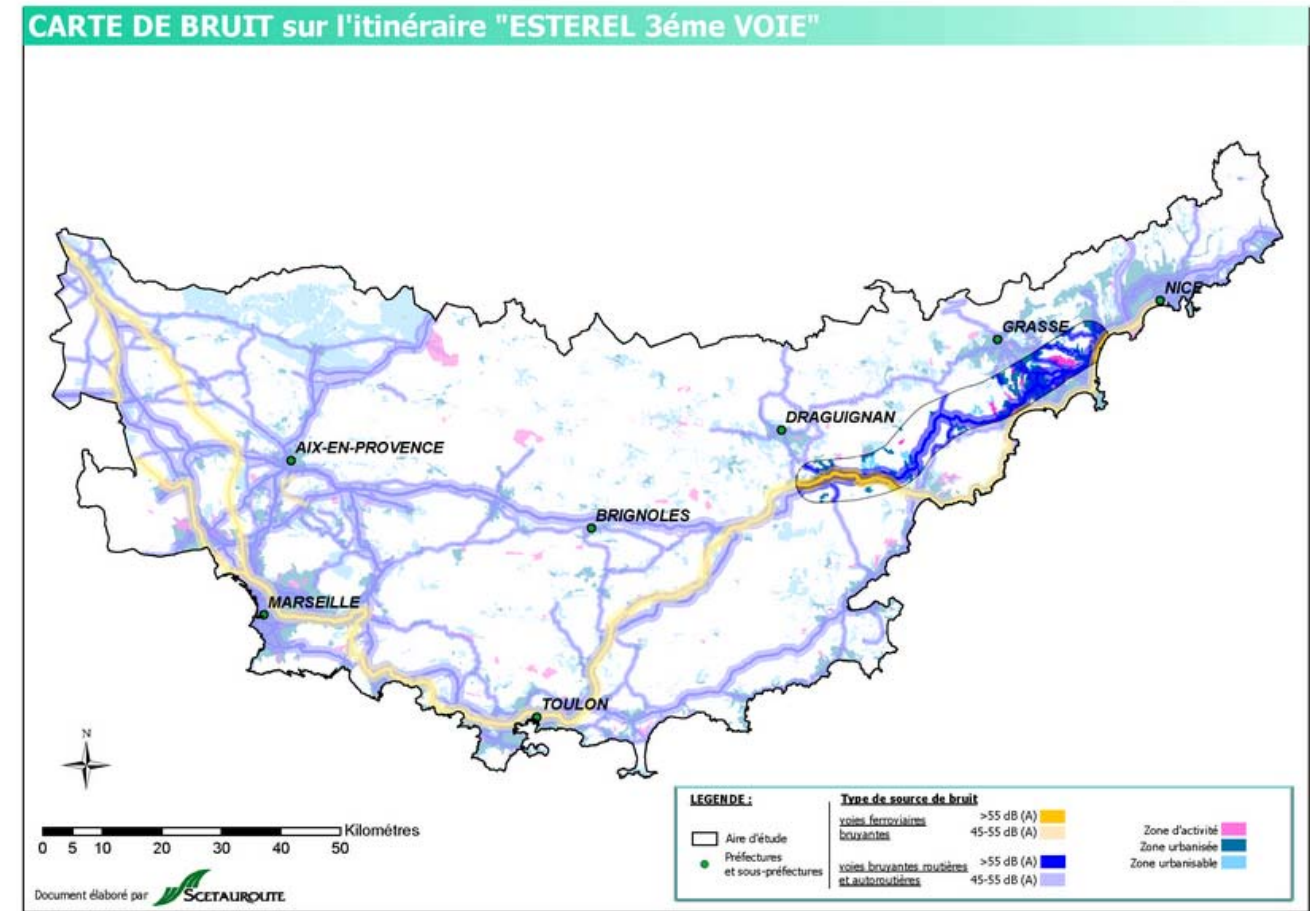 CARTE DE BRUIT sur l'itinéraire "ESTEREL 3éme VOIE"
NICE
GRASSE
DRAGUIGNAN
AIX-EN-PROVENCE
BRIGNOLES
MARSEILLE
TOULON
N
Kilométres
0 5 10 20 30 40 50
Document élaboré par SCETAUROUTE
LEGENDE :
Aire d'étude
Préfectures
et sous-préfectures
Type de source de bruit
voies ferroviaires
bruyantes
>55 dB (A)
45-55 dB (A)
voies bruyantes routières
et autoroutières
>55 dB (A)
45-55 dB (A)
Zone d'activité
Zone urbanisée
Zone urbanisable